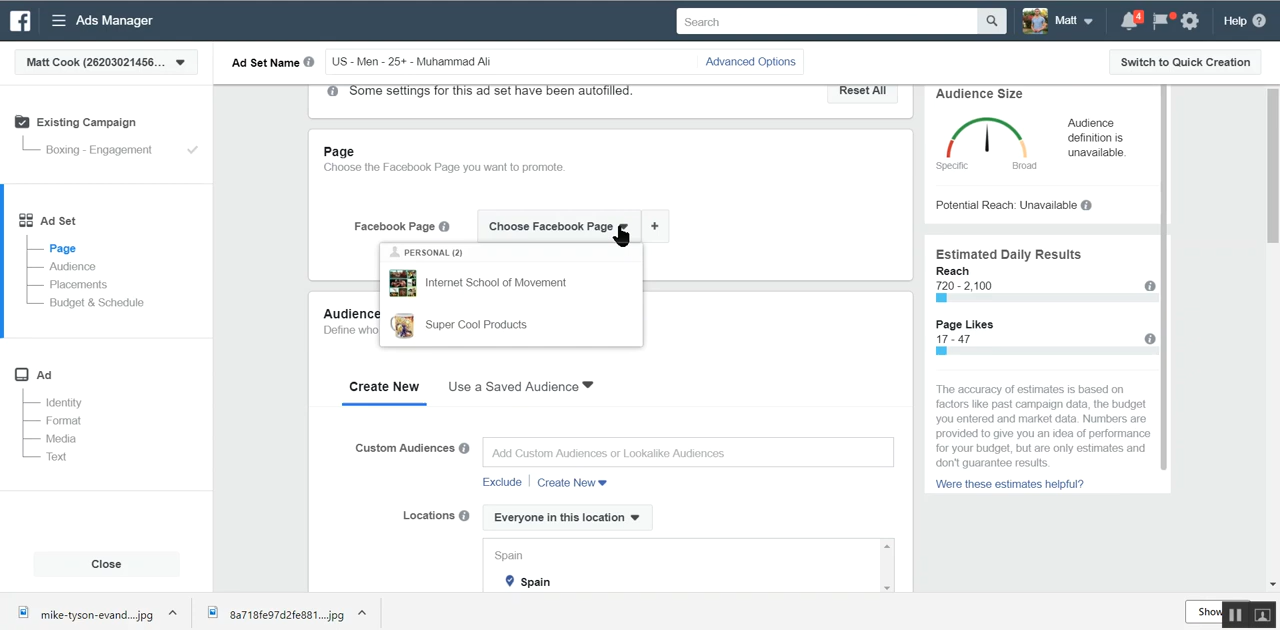 Ads Manager
Search
Matt
4
Help
Matt Cook (26203021456...
Ad Set Name
US - Men - 25+ - Muhammad Ali
Advanced Options
Switch to Quick Creation
Some settings for this ad set have been autofilled.
Reset All
Existing Campaign
Boxing - Engagement
Ad Set
Page
Audience
Placements
Budget & Schedule
Ad
Identity
Format
Media
Text
Close
Page
Choose the Facebook Page you want to promote.
Facebook Page
Choose Facebook Page
+
PERSONAL (2)
Internet School of Movement
Super Cool Products
Audience
Define who
Create New
Use a Saved Audience
Custom Audiences
Add Custom Audiences or Lookalike Audiences
Exclude
Create New
Locations
Everyone in this location
Spain
Spain
Audience Size
Specific
Broad
Audience
definition is
unavailable.
Potential Reach: Unavailable
Estimated Daily Results
Reach
720 - 2,100
Page Likes
17 - 47
The accuracy of estimates is based on
factors like past campaign data, the budget
you entered and market data. Numbers are
provided to give you an idea of performance
for your budget, but are only estimates and
don't guarantee results.
Were these estimates helpful?
mike-tyson-evand....jpg
8a718fe97d2fe881....jpg
Show